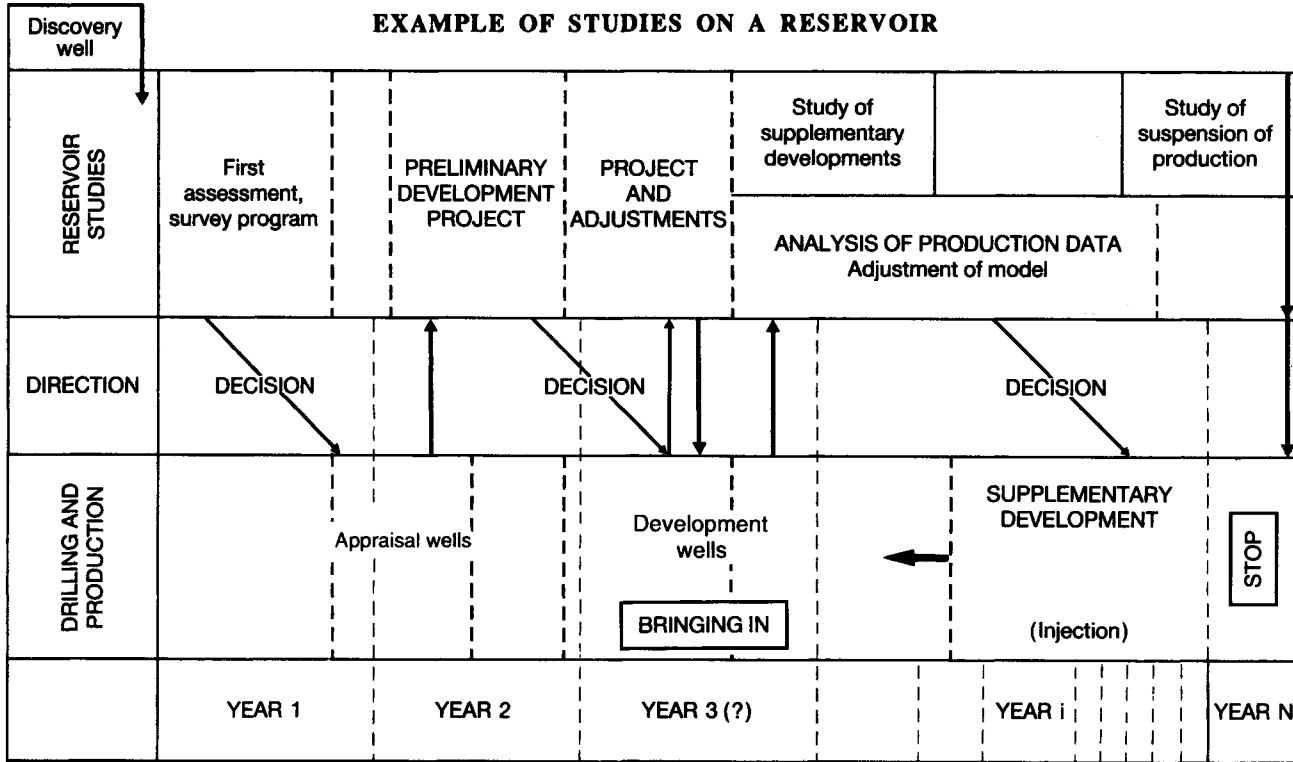 EXAMPLE OF STUDIES ON A RESERVOIR
Discovery
well
RESERVOIR
STUDIES
First
assessment,
survey program
PRELIMINARY
DEVELOPMENT
PROJECT
PROJECT
AND
ADJUSTMENTS
Study of
supplementary
developments
Study of
suspension of
production
ANALYSIS OF PRODUCTION DATA
Adjustment of model
DIRECTION
DECISION
DECISION
DECISION
DRILLING AND
PRODUCTION
Appraisal wells
Development
wells
BRINGING IN
SUPPLEMENTARY
DEVELOPMENT
(Injection)
STOP
YEAR 1
YEAR 2
YEAR 3 (?)
YEAR i
YEAR N